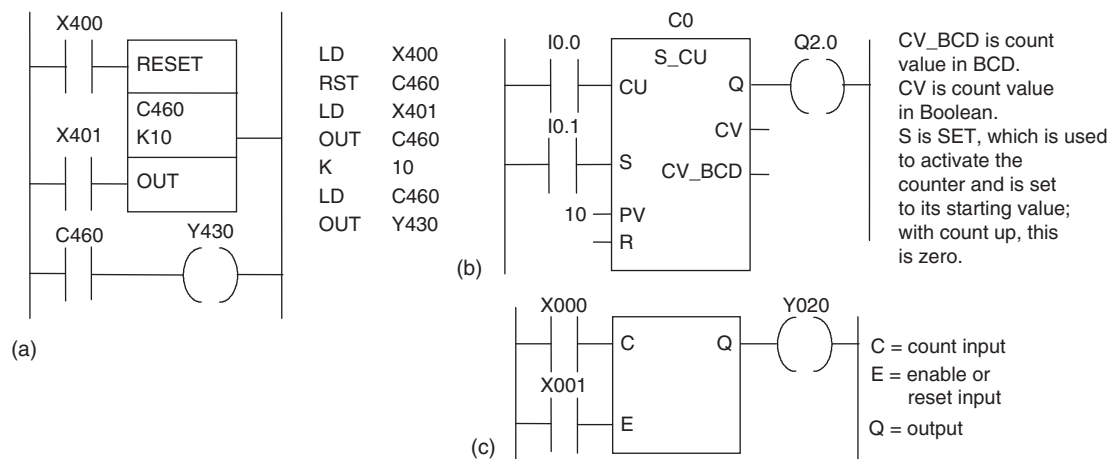 X400
RESET
C460
K10
X401
OUT
C460
Y430
(a)
LD X400
RST C460
LD X401
OUT C460
K 10
LD C460
OUT Y430
C0
I0.0
S_CU
Q2.0
CU
Q
I0.1
CV
S
CV_BCD
10
PV
R
(b)
CV_BCD is count
value in BCD.
CV is count value
in Boolean.
S is SET, which is used
to activate the
counter and is set
to its starting value;
with count up, this
is zero.
X000
Y020
C
Q
X001
E
(c)
C = count input
E = enable or
reset input
Q = output